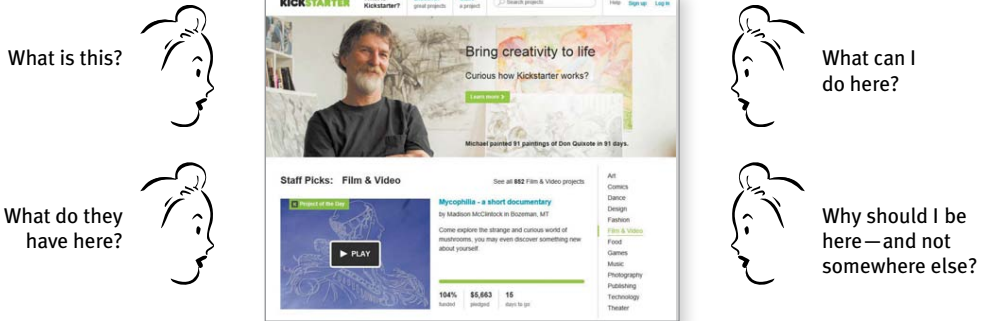 What is this?
What do they
have here?
KICKSTARTER
Kickstarter?
great projects
a project
Search projects
Help Sign up Log in
Bring creativity to life
Curious how Kickstarter works?
Learn more >
Michael painted 91 paintings of Don Quixote in 91 days.
Staff Picks: Film & Video
See all 882 Film & Video projects
Project of the Day
PLAY
Mycophilia - a short documentary
by Madison McClintock in Bozeman, MT
Come explore the strange and curious world of
mushrooms, you may even discover something new
about yourself.
104% $5,663 15
funded pledged days to go
Art
Comics
Dance
Design
Fashion
Film & Video
Food
Games
Music
Photography
Publishing
Technology
Theater
What can I
do here?
Why should I be
here—and not
somewhere else?